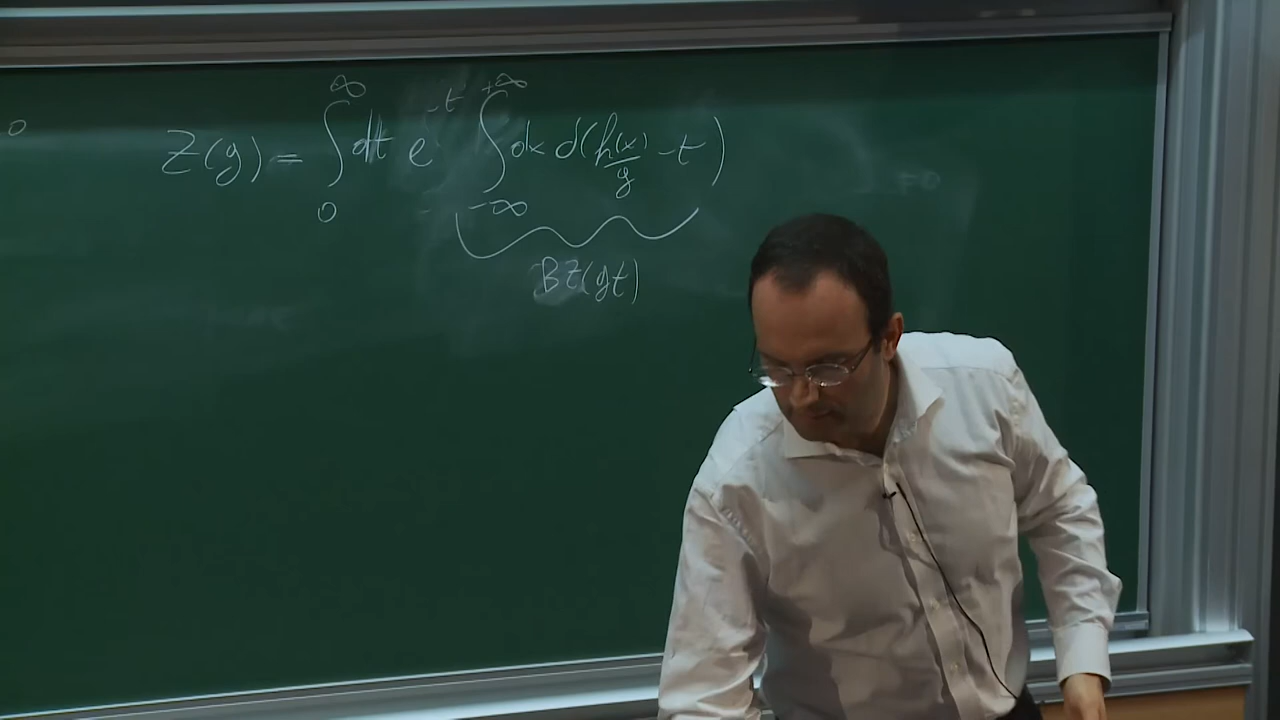 Z(g) = ∫₀^∞ dt e^{-t} ∫_{-∞}^{+∞} dx d(h(x)/g - t)
BZ(gt)